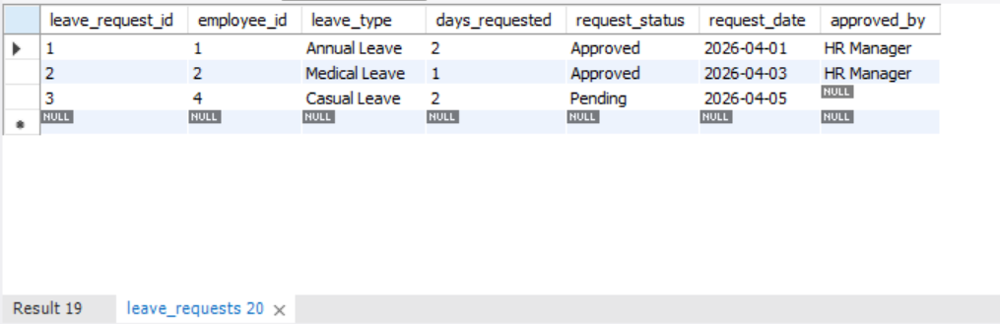 leave_request_id employee_id leave_type days_requested request_status request_date approved_by
1 1 Annual Leave 2 Approved 2026-04-01 HR Manager
2 2 Medical Leave 1 Approved 2026-04-03 HR Manager
3 4 Casual Leave 2 Pending 2026-04-05 NULL
NULL NULL NULL NULL NULL NULL NULL
Result 19 leave_requests 20